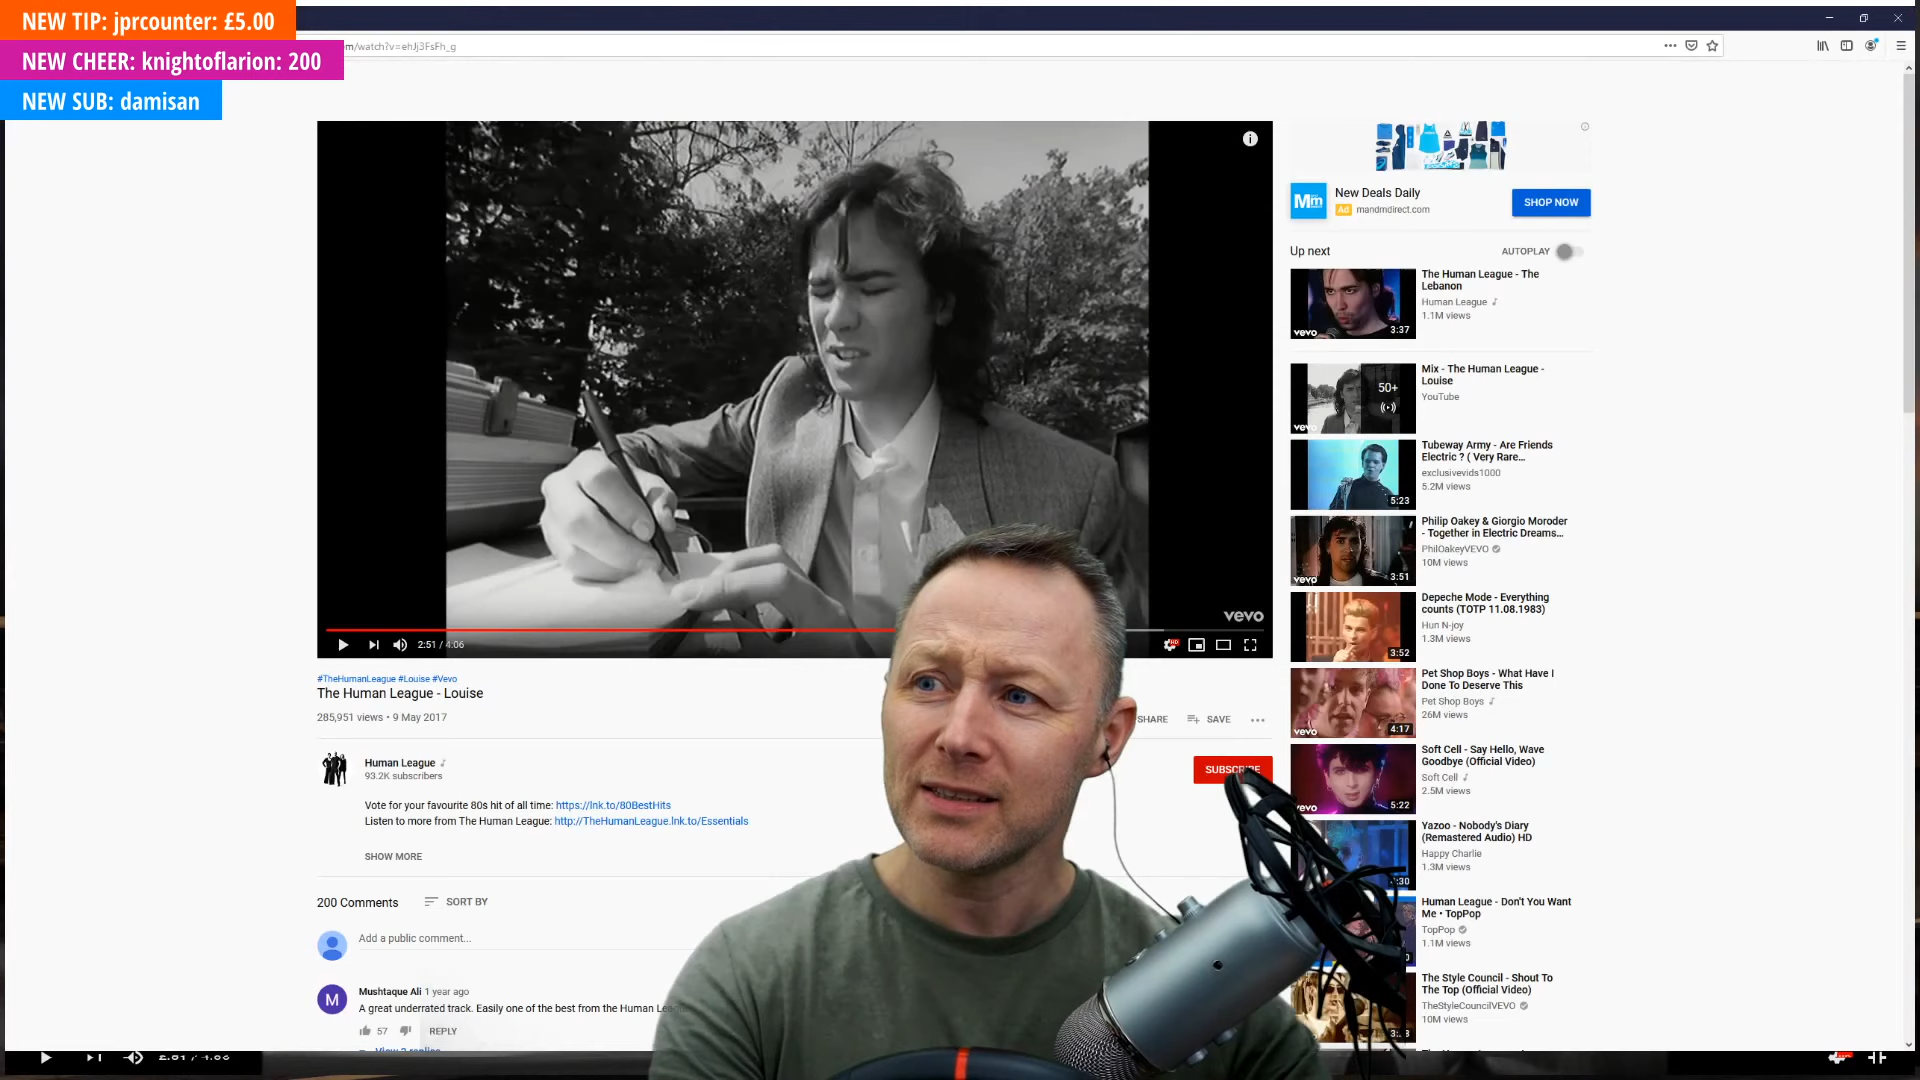 NEW TIP: jprcounter: £5.00
NEW CHEER: knightoflarion: 200
NEW SUB: damisan
m/watch?v=ehJj3FsFh_g
New Deals Daily
Ad mandmdirect.com
SHOP NOW
Up next
AUTOPLAY
The Human League - The
Lebanon
Human League
1.1M views
vevo
3:37
Mix - The Human League -
Louise
YouTube
50+
vevo
Tubeway Army - Are Friends
Electric ? ( Very Rare...
exclusivevids1000
5.2M views
5:23
Philip Oakey & Giorgio Moroder
- Together in Electric Dreams...
PhilOakeyVEVO
10M views
vevo
3:51
Depeche Mode - Everything
counts (TOTP 11.08.1983)
Hun N-joy
1.3M views
3:52
Pet Shop Boys - What Have I
Done To Deserve This
Pet Shop Boys
26M views
vevo
4:17
Soft Cell - Say Hello, Wave
Goodbye (Official Video)
Soft Cell
2.5M views
vevo
5:22
Yazoo - Nobody's Diary
(Remastered Audio) HD
Happy Charlie
1.3M views
:30
Human League - Don't You Want
Me • TopPop
TopPop
1.1M views
The Style Council - Shout To
The Top (Official Video)
TheStyleCouncilVEVO
10M views
vevo
2:51 / 4:06
HD
#TheHumanLeague #Louise #Vevo
The Human League - Louise
285,951 views • 9 May 2017
SHARE
SAVE
Human League
93.2K subscribers
SUBSCRIBE
Vote for your favourite 80s hit of all time: https://lnk.to/80BestHits
Listen to more from The Human League: http://TheHumanLeague.lnk.to/Essentials
SHOW MORE
200 Comments
SORT BY
Add a public comment...
M
Mushtaque Ali 1 year ago
A great underrated track. Easily one of the best from the Human Lea
57
REPLY